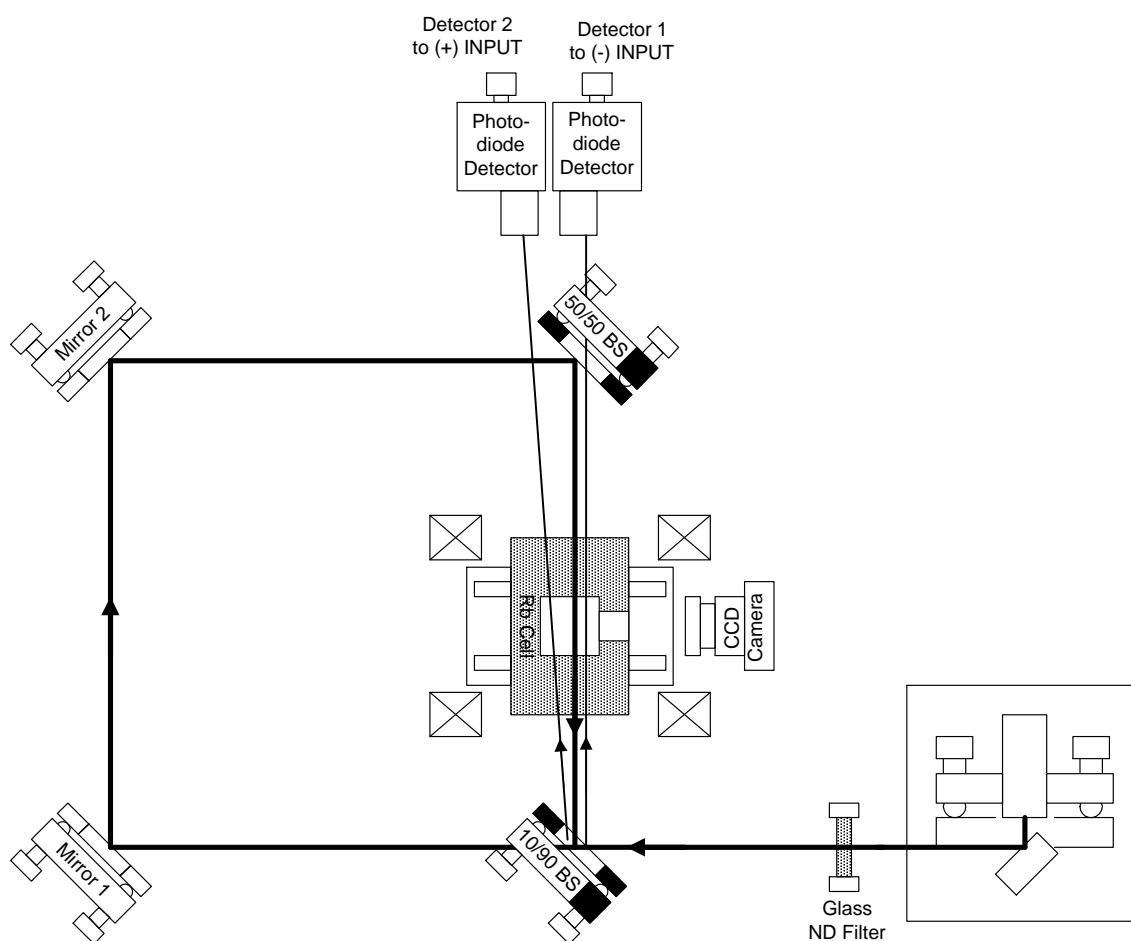 Detector 2
to (+) INPUT
Detector 1
to (-) INPUT
Photo-
diode
Detector
Photo-
diode
Detector
Mirror 2
50/50 BS
Rb Cell
CCD
Camera
Mirror 1
10/90 BS
Glass
ND Filter